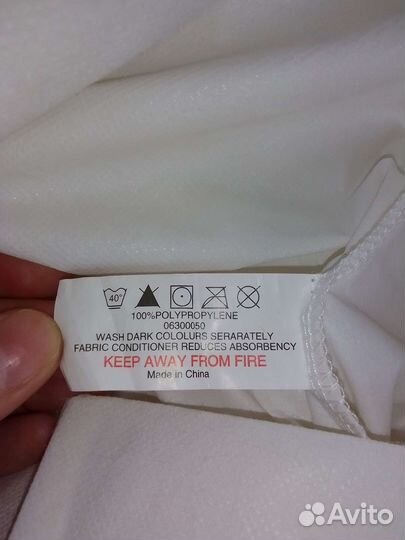 40°
100%POLYPROPYLENE
06300050
WASH DARK COLOURS SERARATELY
FABRIC CONDITIONER REDUCES ABSORBENCY
KEEP AWAY FROM FIRE
Made in China
Avito